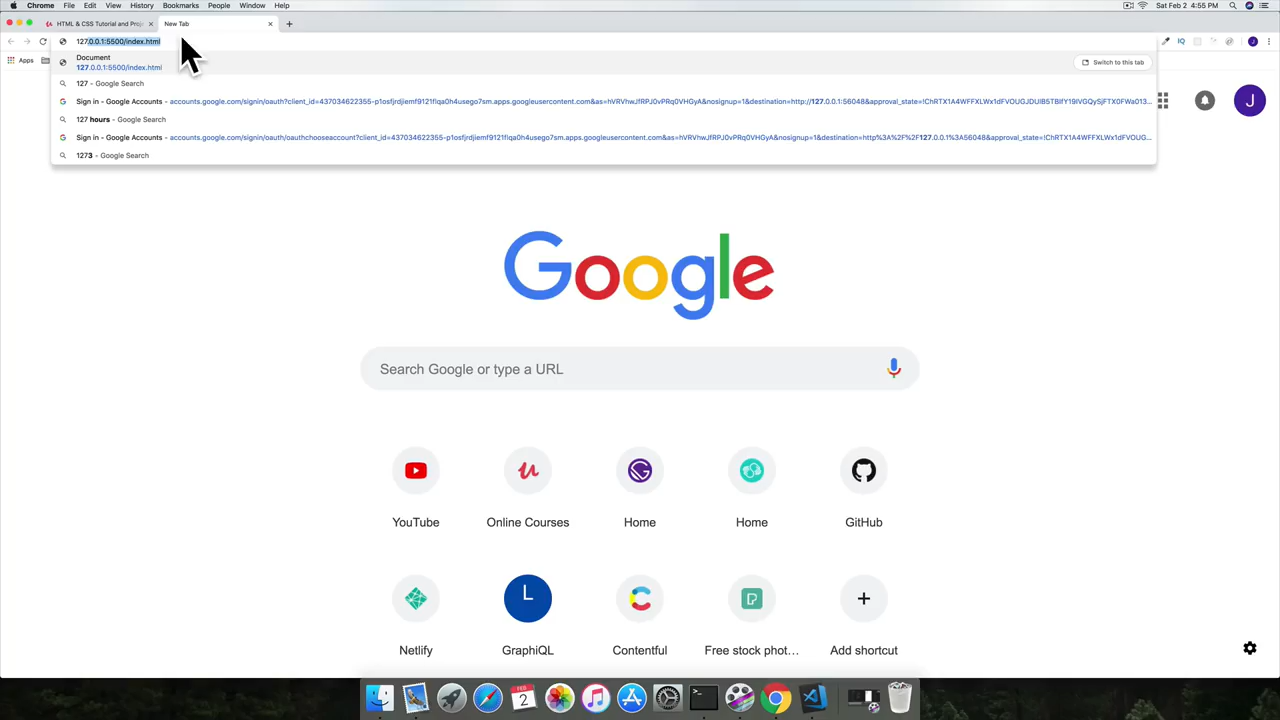 Chrome File Edit View History Bookmarks People Window Help Sat Feb 2 4:55 PM
HTML & CSS Tutorial and Proje New Tab
127.0.0.1:5500/index.html
Apps
Document
127.0.0.1:5500/index.html
Switch to this tab
127 - Google Search
Sign in - Google Accounts -
127 hours - Google Search
Sign in - Google Accounts -
1273 - Google Search
J
Google
Search Google or type a URL
YouTube Online Courses Home Home GitHub
L
Netlify GraphiQL Contentful Free stock phot... Add shortcut
FEB
2